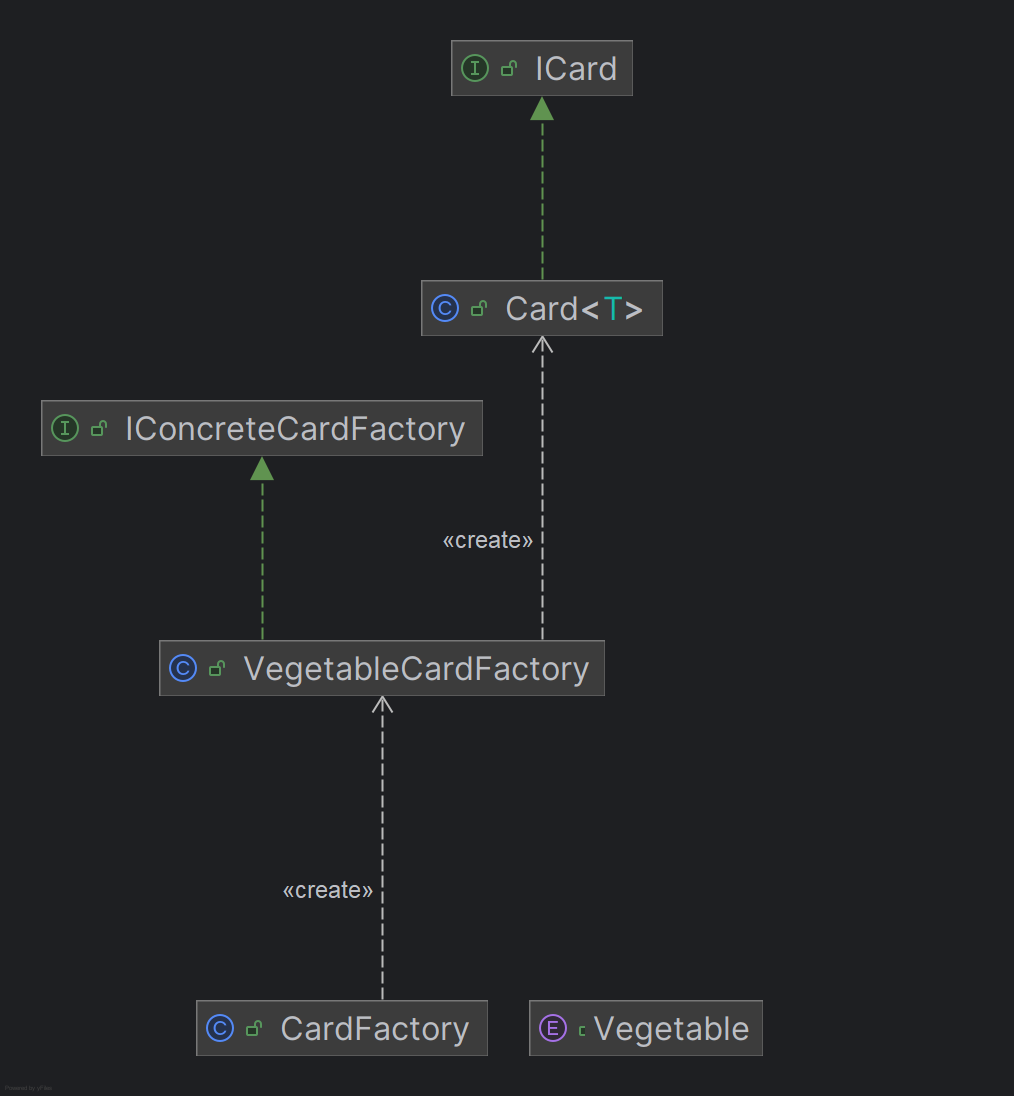 ICard
Card<T>
IConcreteCardFactory
«create»
VegetableCardFactory
«create»
CardFactory
Vegetable
Powered by yFiles